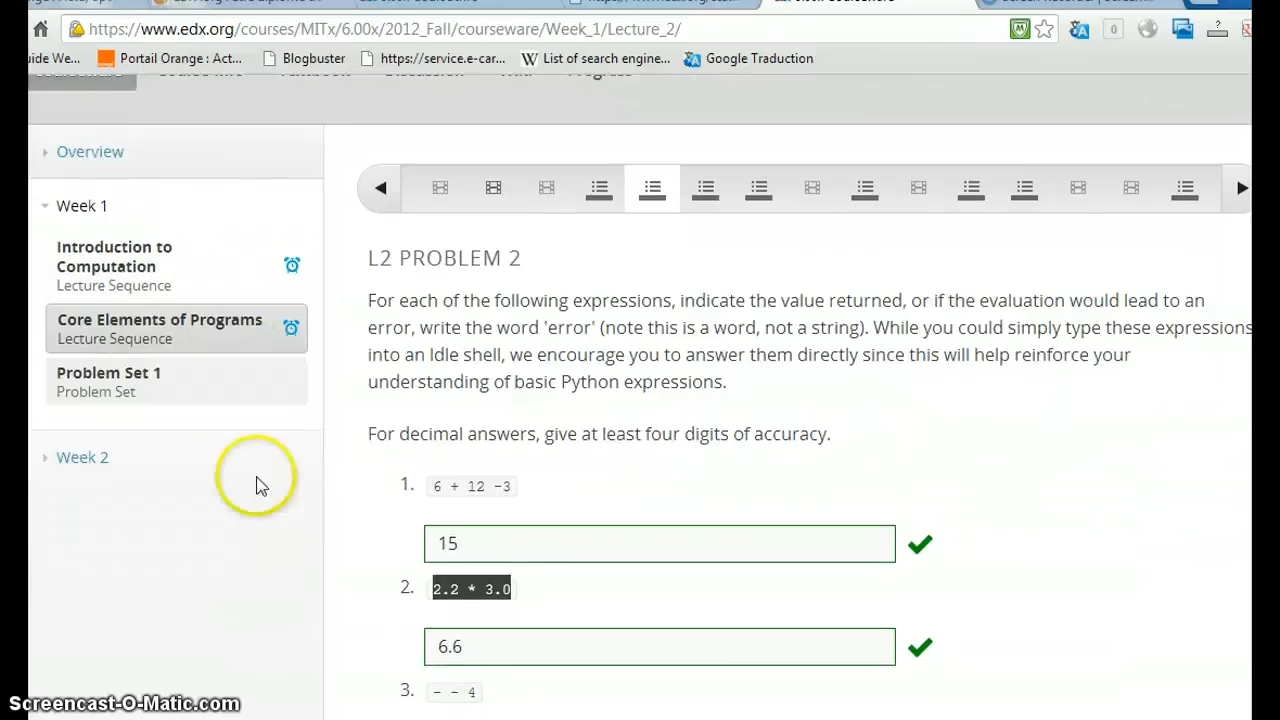 https://www.edx.org/courses/MITx/6.00x/2012_Fall/courseware/Week_1/Lecture_2/
uide We...
Portail Orange : Act...
Blogbuster
https://service.e-car...
List of search engine...
Google Traduction
Overview
Week 1
Introduction to
Computation
Lecture Sequence
Core Elements of Programs
Lecture Sequence
Problem Set 1
Problem Set
Week 2
L2 PROBLEM 2
For each of the following expressions, indicate the value returned, or if the evaluation would lead to an
error, write the word 'error' (note this is a word, not a string). While you could simply type these expressions
into an Idle shell, we encourage you to answer them directly since this will help reinforce your
understanding of basic Python expressions.
For decimal answers, give at least four digits of accuracy.
1. 6 + 12 -3
15
2. 2.2 * 3.0
6.6
3. - - 4
Screencast-O-Matic.com